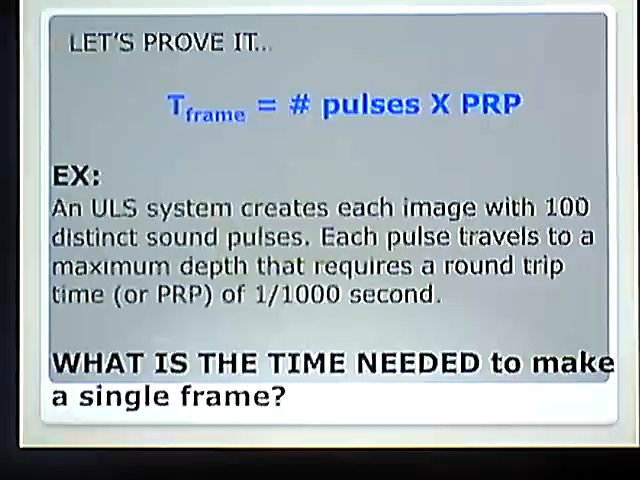 LET'S PROVE IT...
Tframe = # pulses X PRP
EX:
An ULS system creates each image with 100
distinct sound pulses. Each pulse travels to a
maximum depth that requires a round trip
time (or PRP) of 1/1000 second.
WHAT IS THE TIME NEEDED to make
a single frame?